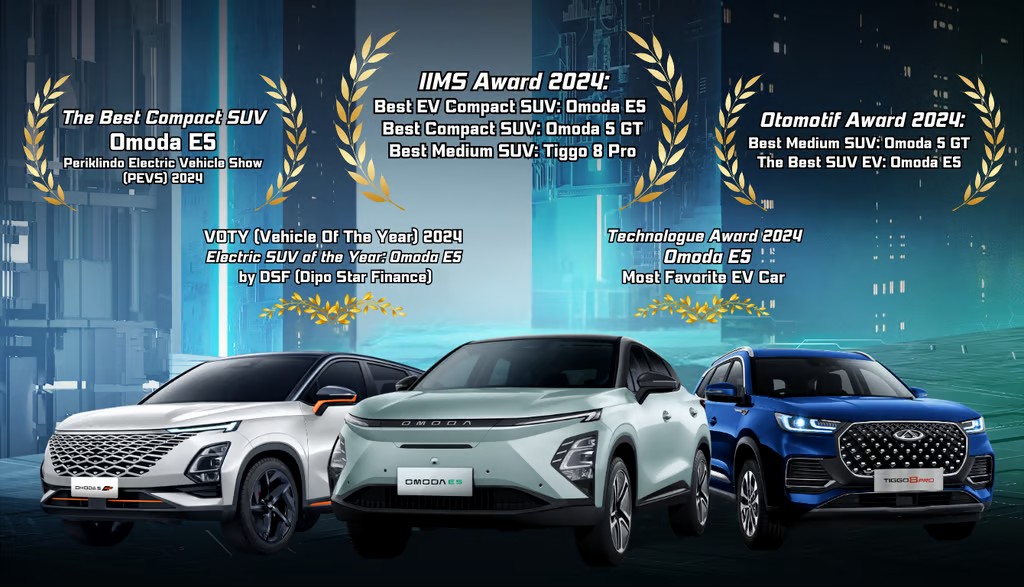 The Best Compact SUV
Omoda E5
Periklindo Electric Vehicle Show
(PEVS) 2024
IIMS Award 2024:
Best EV Compact SUV: Omoda E5
Best Compact SUV: Omoda 5 GT
Best Medium SUV: Tiggo 8 Pro
Otomotif Award 2024:
Best Medium SUV: Omoda 5 GT
The Best SUV EV: Omoda E5
VOTY (Vehicle Of The Year) 2024
Electric SUV of the Year: Omoda E5
by DSF (Dipo Star Finance)
Technologue Award 2024
Omoda E5
Most Favorite EV Car
OMODA 5
OMODA
OMODA E5
TIGGO 8 PRO